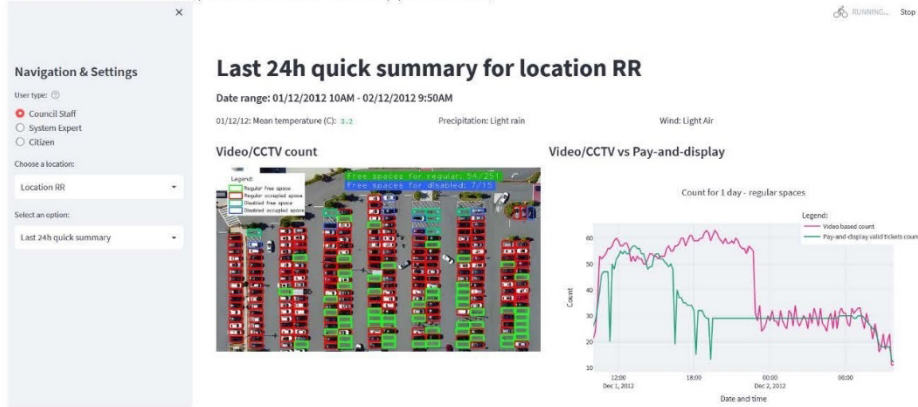 ×
RUNNING... Stop
Navigation & Settings
User type:
Council Staff
System Expert
Citizen
Choose a location:
Location RR
Select an option:
Last 24h quick summary
Last 24h quick summary for location RR
Date range: 01/12/2012 10AM - 02/12/2012 9:50AM
01/12/12: Mean temperature (C): 3.2 Precipitation: Light rain Wind: Light Air
Video/CCTV count
Legend:
Regular free space
Regular occupied space
Disabled free space
Disabled occupied space
Free spaces for regular: 54/251
Free spaces for disabled: 7/15
Video/CCTV vs Pay-and-display
Count for 1 day - regular spaces
Legend:
Video based count
Pay-and-display valid tickets count
Count
60
50
40
30
20
10
12:00 18:00 00:00 06:00
Dec 1, 2012 Dec 2, 2012
Date and time